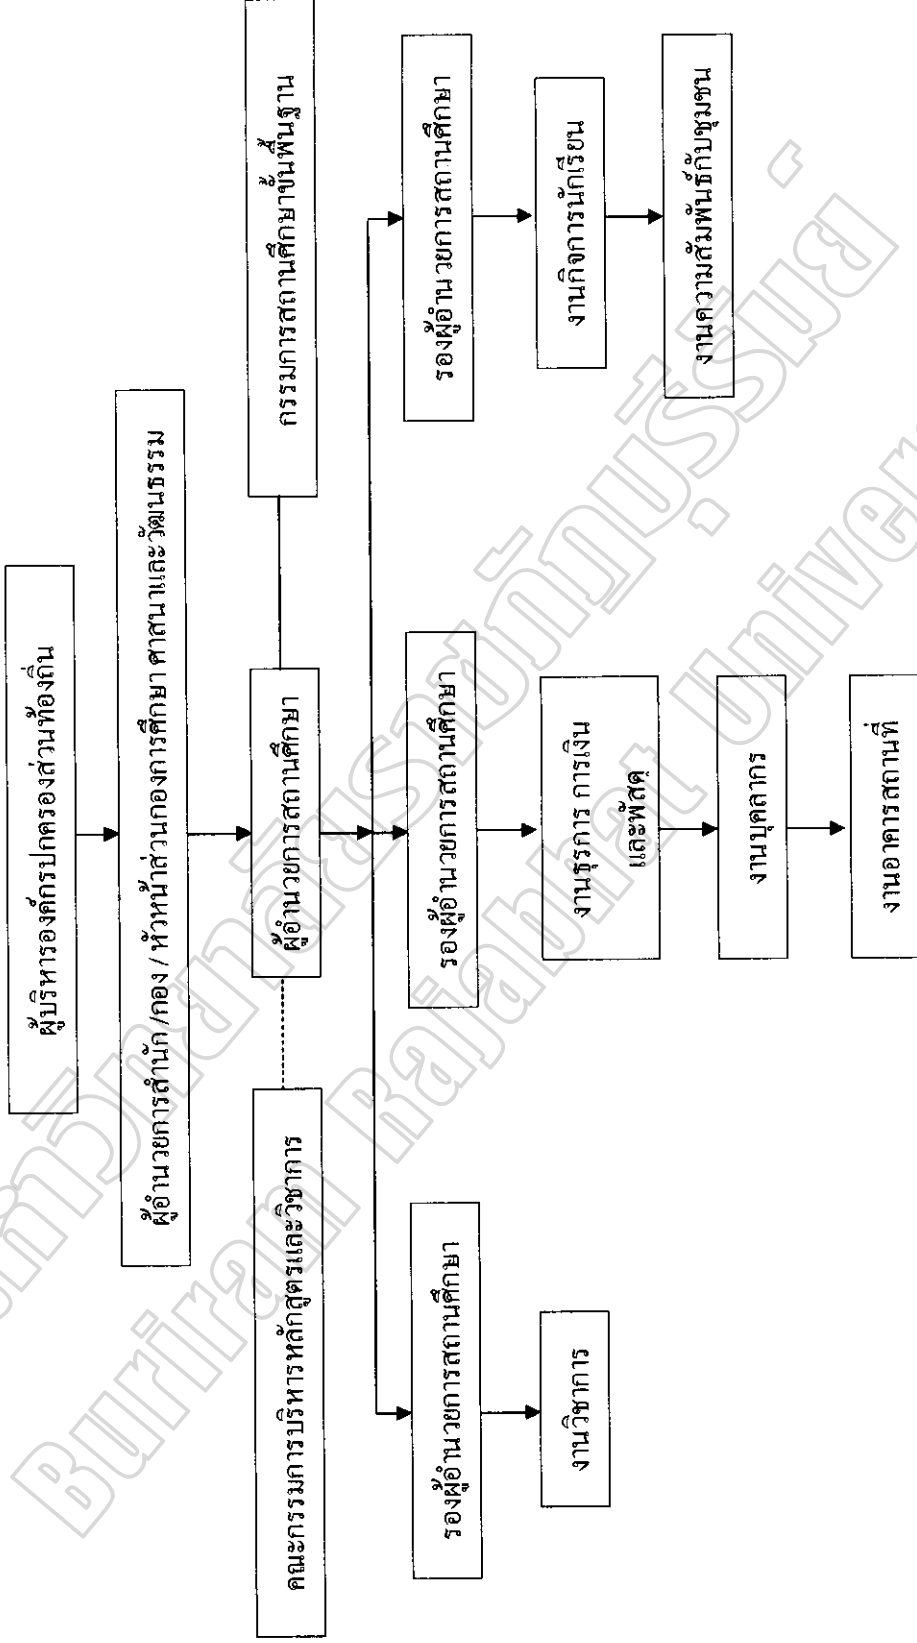 ผู้บริหารองค์กรปกครองส่วนท้องถิ่น
ผู้อำนวยการสำนัก /กอง / หัวหน้าส่วนกองการศึกษา ศาสนาและวัฒนธรรม
คณะกรรมการบริหารหลักสูตรและวิชาการ
ผู้อำนวยการสถานศึกษา
กรรมการสถานศึกษาขั้นพื้นฐาน
รองผู้อำนวยการสถานศึกษา
รองผู้อำนวยการสถานศึกษา
รองผู้อำนวยการสถานศึกษา
งานวิชาการ
งานธุรการ การเงิน
และพัสดุ
งานกิจการนักเรียน
งานบุคลากร
งานความสัมพันธ์กับชุมชน
งานอาคารสถานที่
Buriram Rajabhat Univer